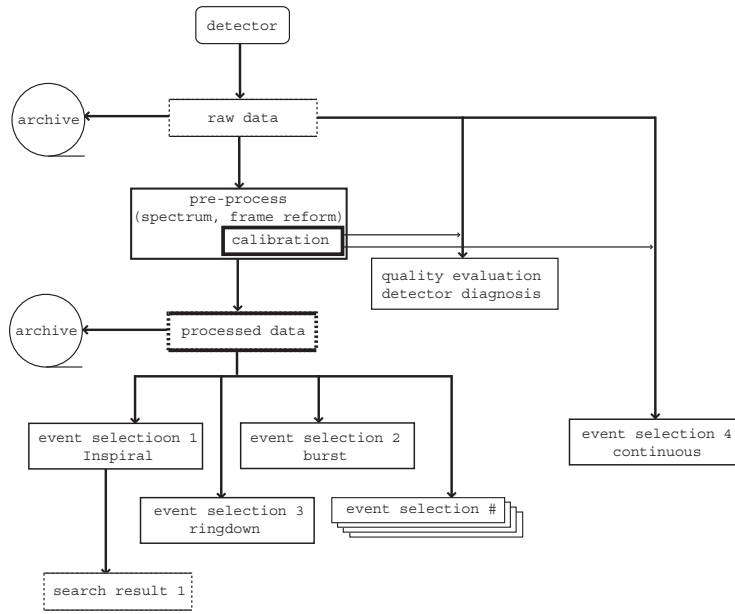 detector
archive
raw data
pre-process
(spectrum, frame reform)
calibration
quality evaluation
detector diagnosis
archive
processed data
event selectioon 1
Inspiral
event selection 2
burst
event selection 4
continuous
event selection 3
ringdown
event selection #
search result 1